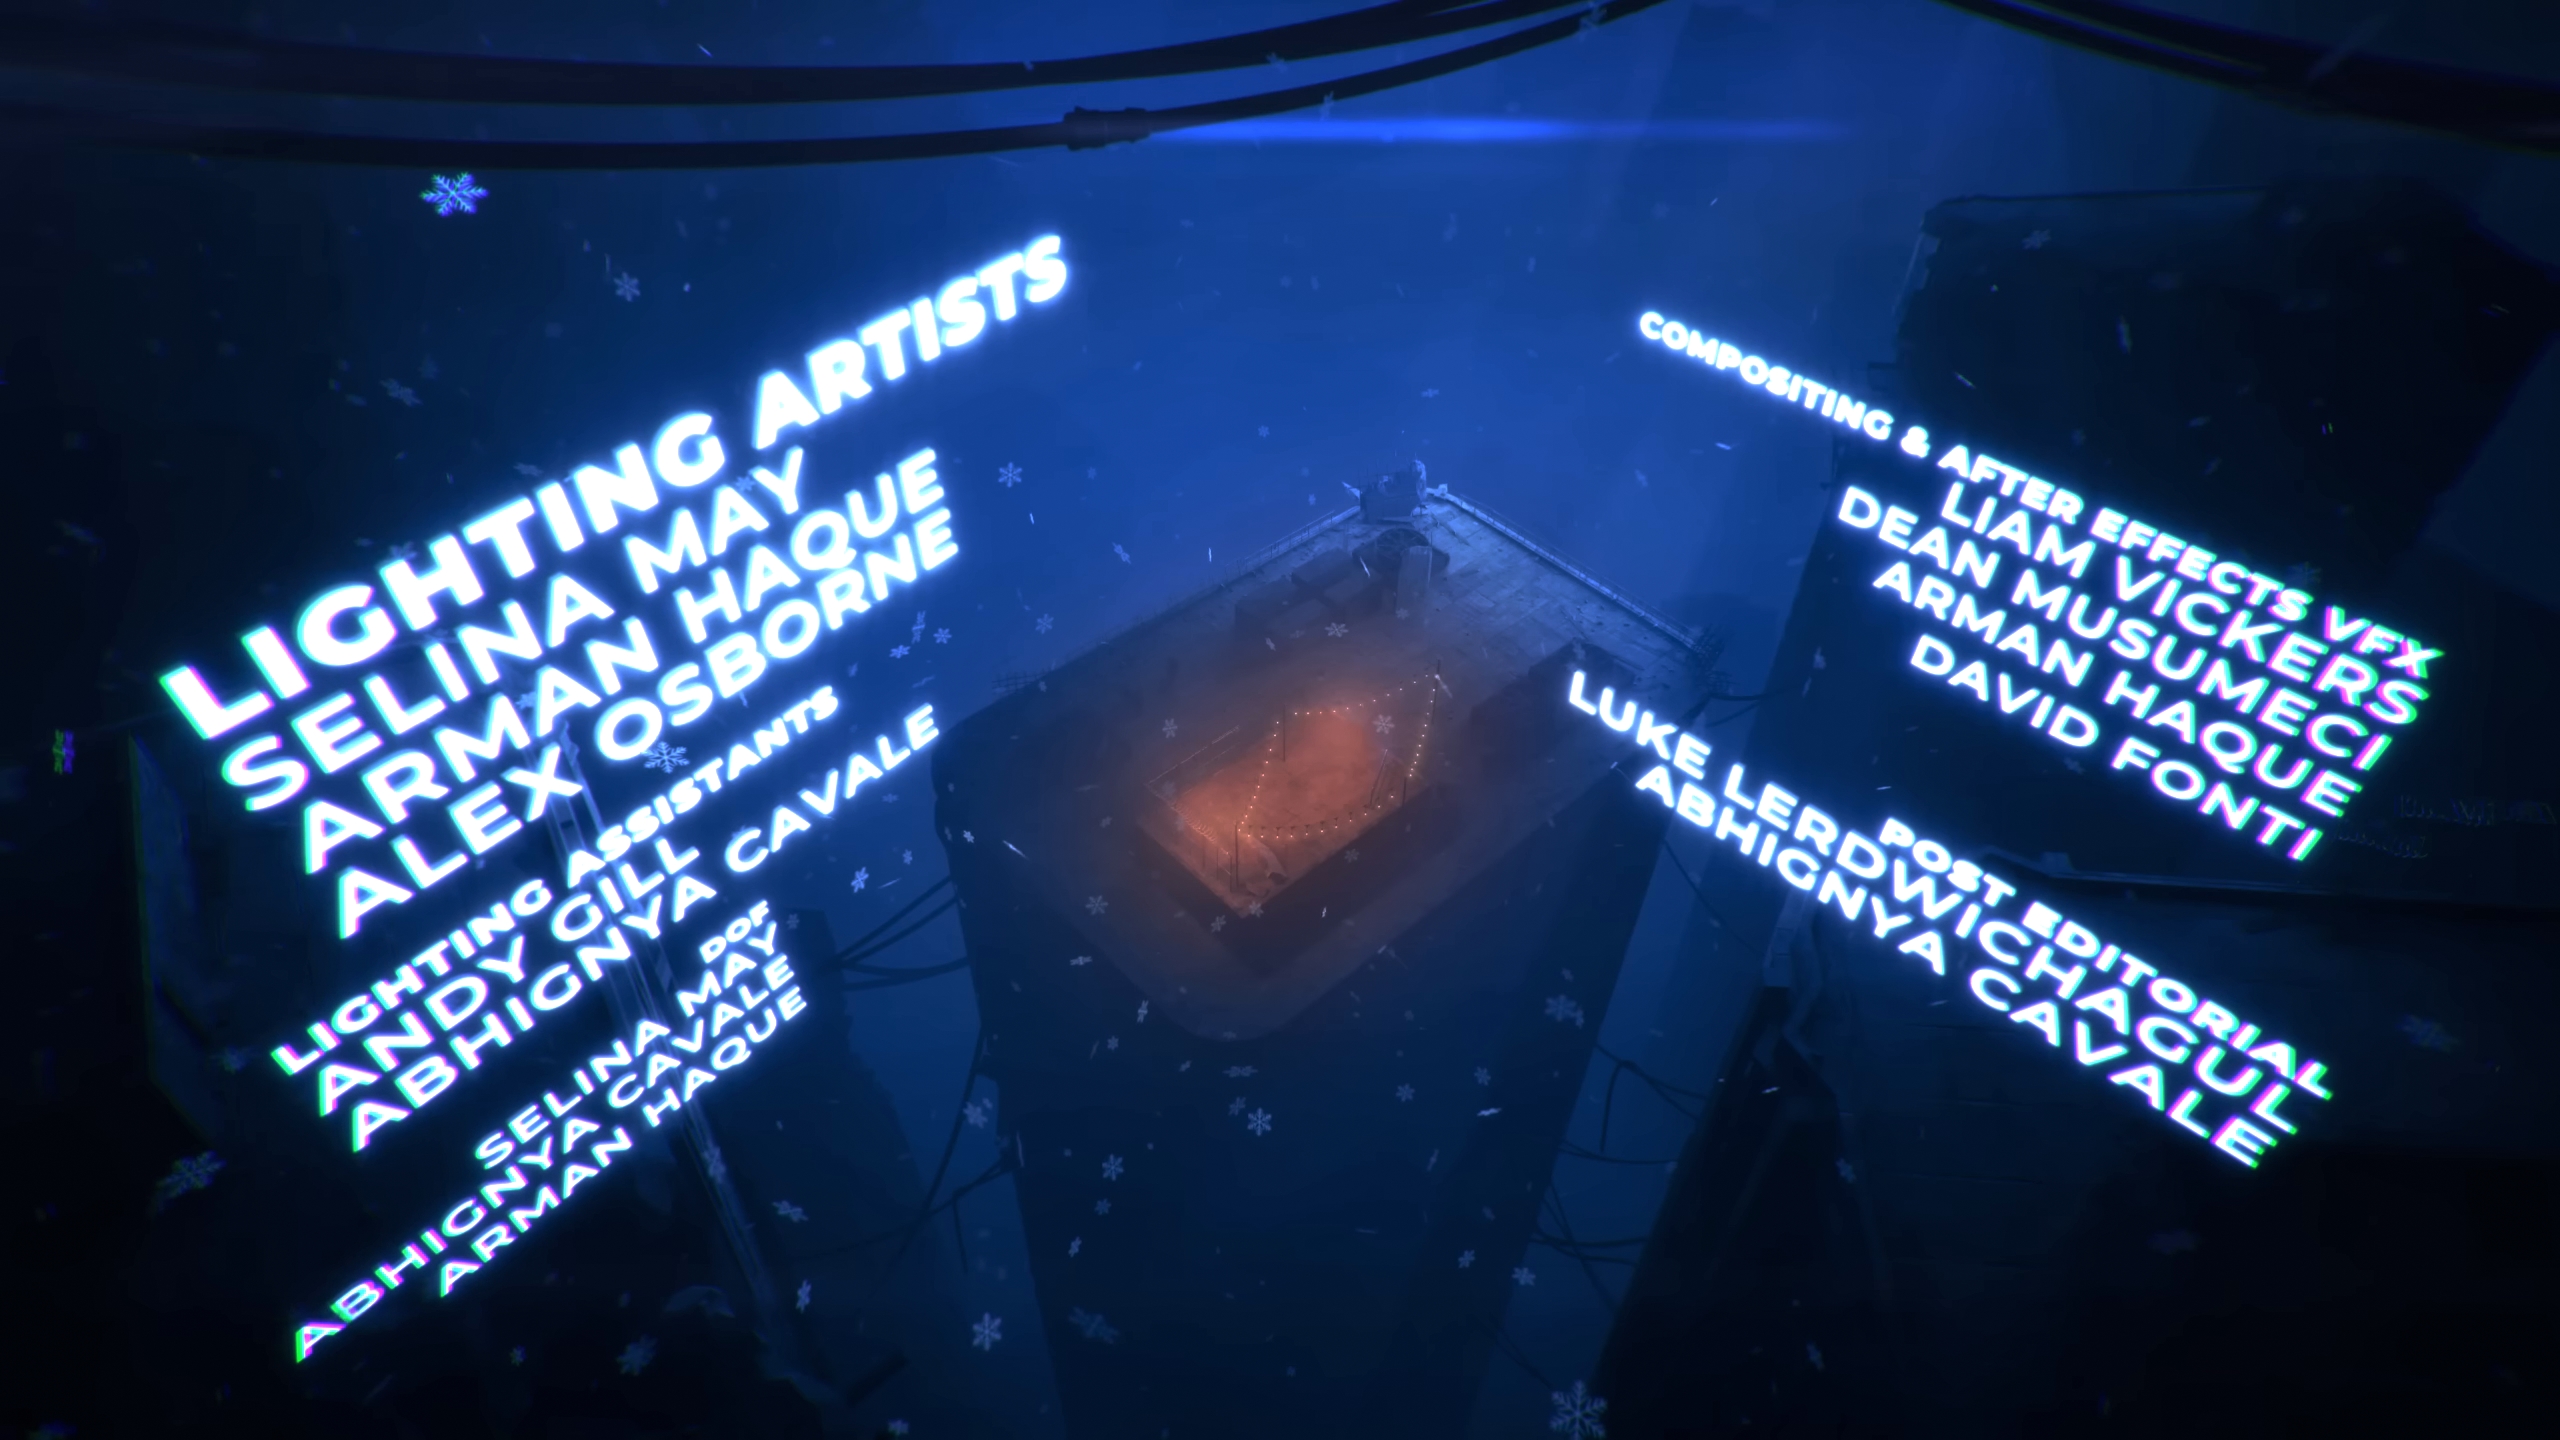 LIGHTING ARTISTS
SELINA MAY
ARMAN HAQUE
ALEX OSBORNE
LIGHTING ASSISTANTS
ANDY GILL
ABHIGNYA CAVALE
DOF
SELINA MAY
ABHIGNYA CAVALE
ARMAN HAQUE
COMPOSITING & AFTER EFFECTS VFX
LIAM VICKERS
DEAN MUSUMECI
ARMAN HAQUE
DAVID FONTI
POST EDITORIAL
LUKE LERDWICHAGUL
ABHIGNYA CAVALE